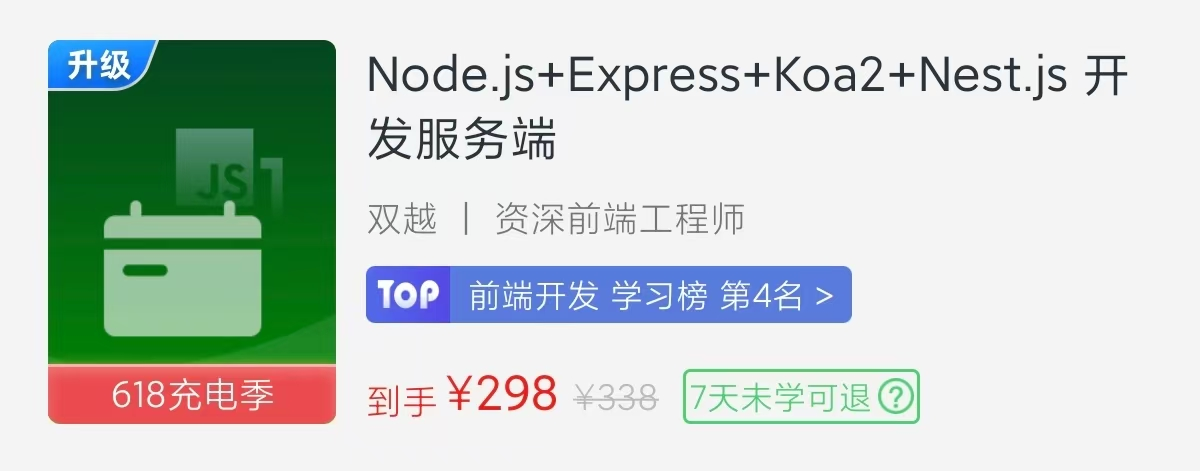 升级
JS
618充电季
Node.js+Express+Koa2+Nest.js 开
发服务端
双越 | 资深前端工程师
TOP 前端开发 学习榜 第4名 >
到手 ¥298 ¥338 7天未学可退 ?